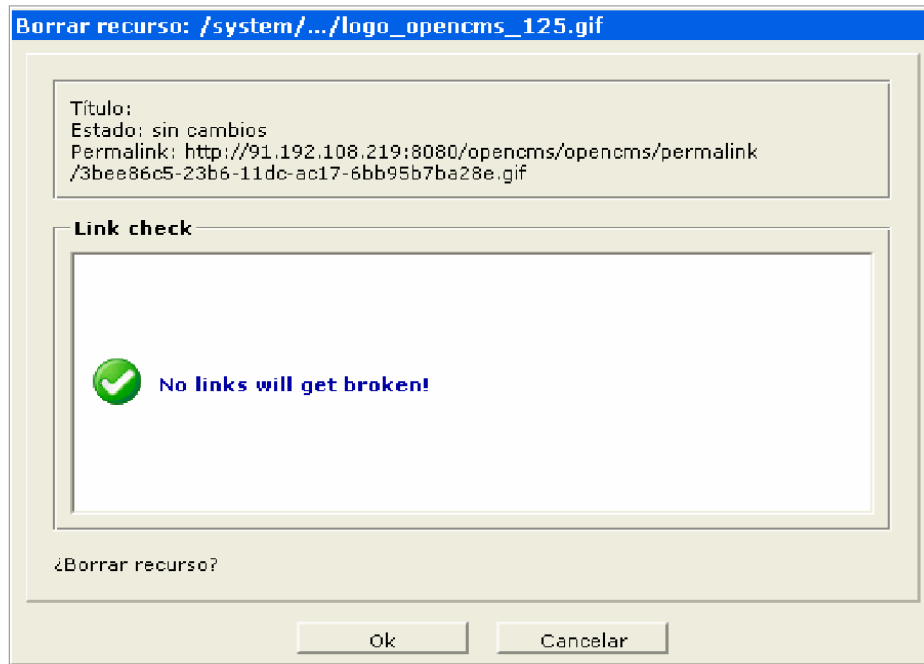 Borrar recurso: /system/.../logo_opencms_125.gif
Título:
Estado: sin cambios
Permalink: http://91.192.108.219:8080/opencms/opencms/permalink
/3bee86c5-23b6-11dc-ac17-6bb95b7ba28e.gif
Link check
No links will get broken!
¿Borrar recurso?
Ok
Cancelar